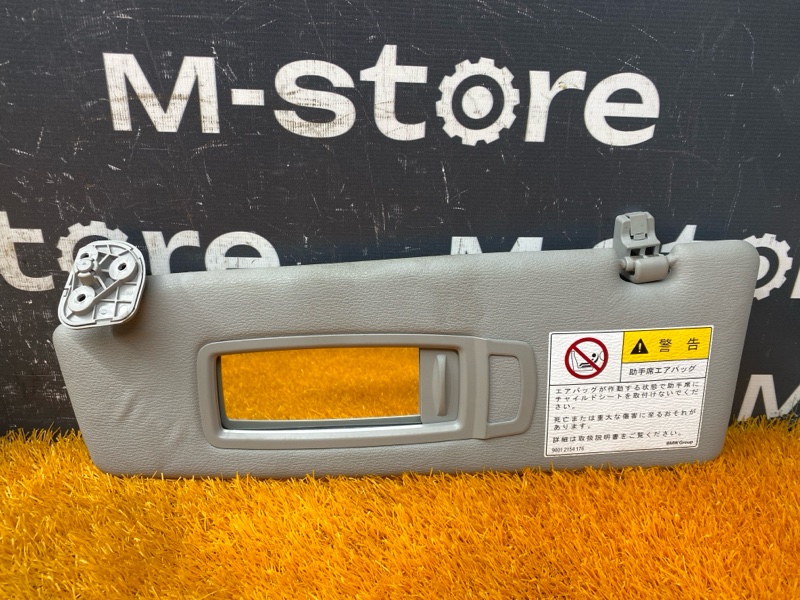 M-store
tore
M-store
警告
助手席エアバッグ
エアバッグが作動する状態で助手席に
チャイルドシートを取付けないでくだ
さい。
死亡または重大な傷害に至るおそれが
あります。
詳細は取扱説明書をご覧ください。
BMW Group